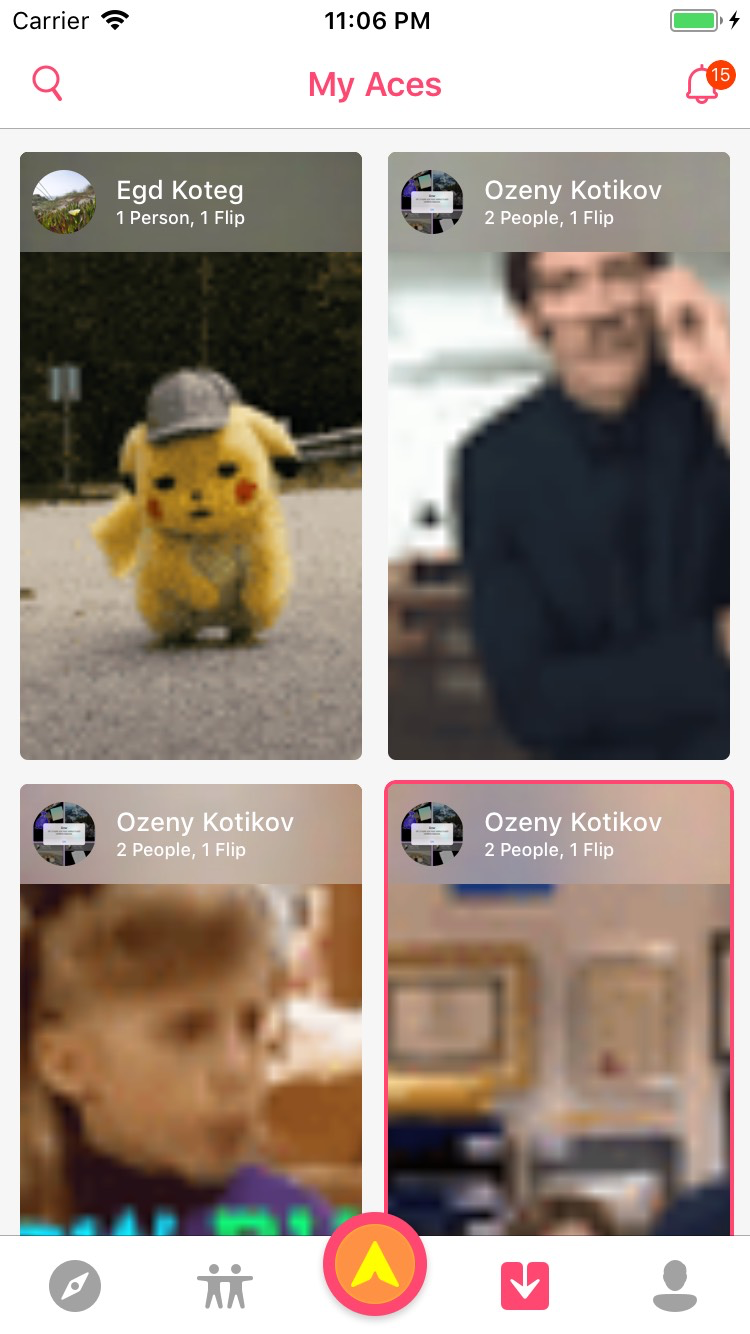 Carrier 11:06 PM
My Aces
15
Egd Koteg
1 Person, 1 Flip
Ozeny Kotikov
2 People, 1 Flip
Ozeny Kotikov
2 People, 1 Flip
Ozeny Kotikov
2 People, 1 Flip